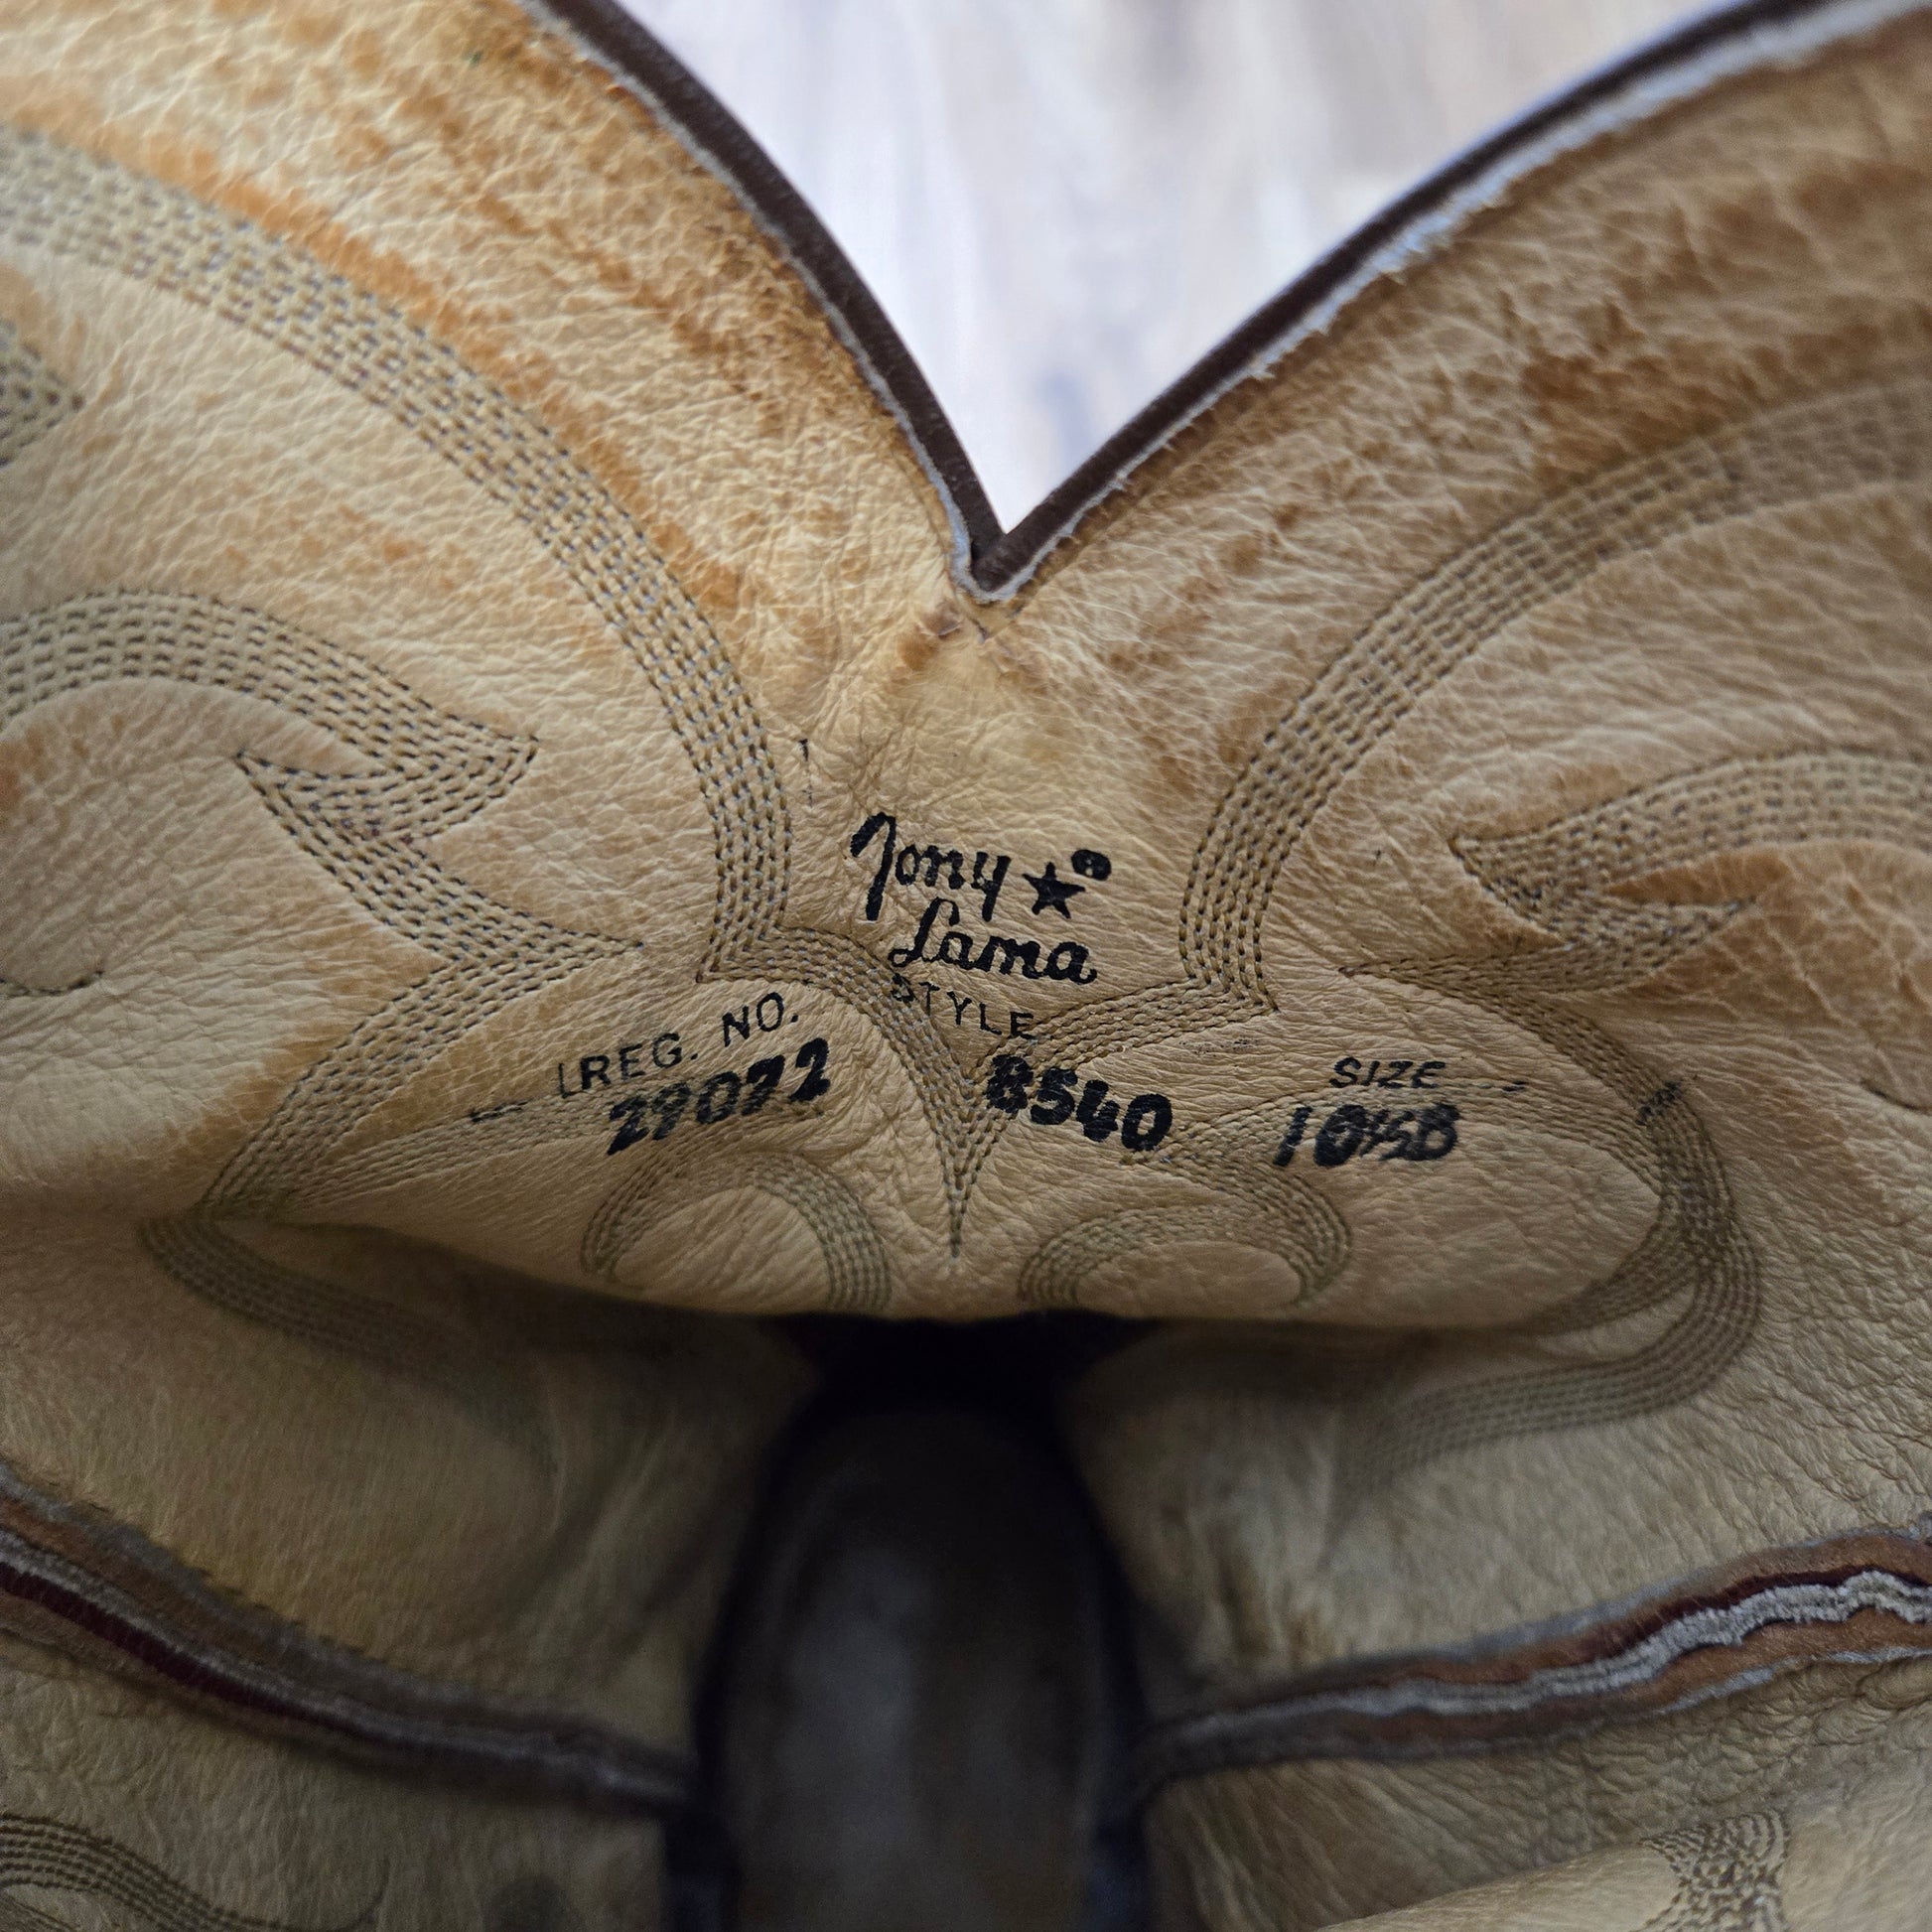 Tony ★®
Lama
STYLE
REG. NO.
29072
8540
SIZE
10½B